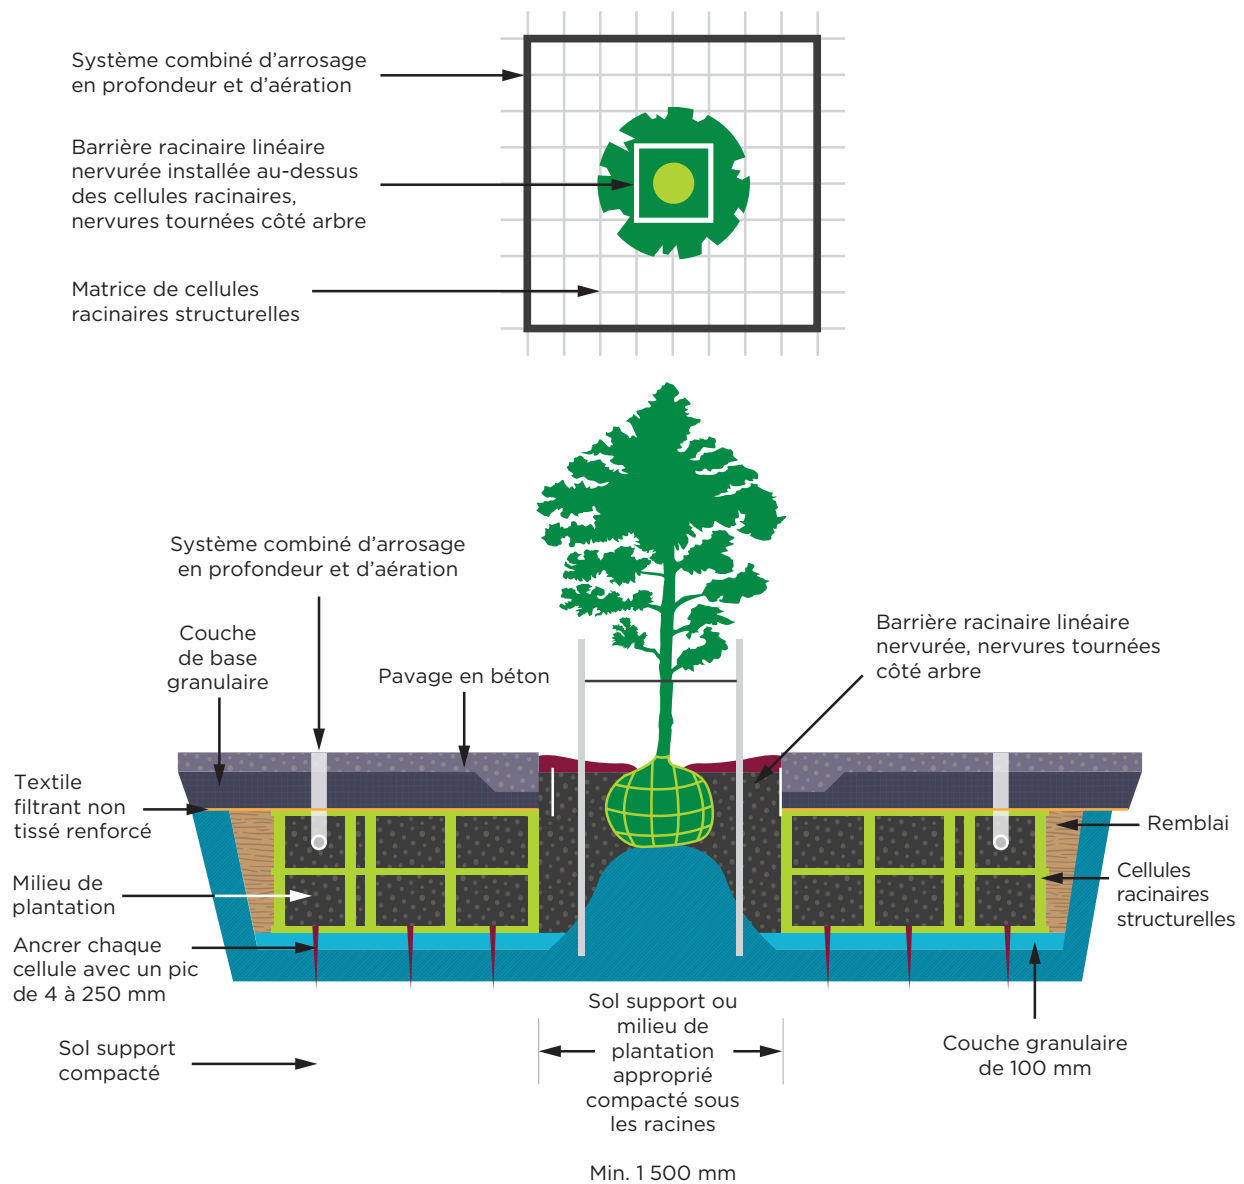 Système combiné d'arrosage
en profondeur et d'aération
Barrière racinaire linéaire
nervurée installée au-dessus
des cellules racinaires,
nervures tournées côté arbre
Matrice de cellules
racinaires structurelles
Système combiné d'arrosage
en profondeur et d'aération
Couche
de base
granulaire
Pavage en béton
Barrière racinaire linéaire
nervurée, nervures tournées
côté arbre
Textile
filtrant non
tissé renforcé
Remblai
Milieu de
plantation
Cellules
racinaires
structurelles
Ancrer chaque
cellule avec un pic
de 4 à 250 mm
Sol support
compacté
Sol support ou
milieu de
plantation
approprié
compacté sous
les racines
Min. 1 500 mm
Couche granulaire
de 100 mm